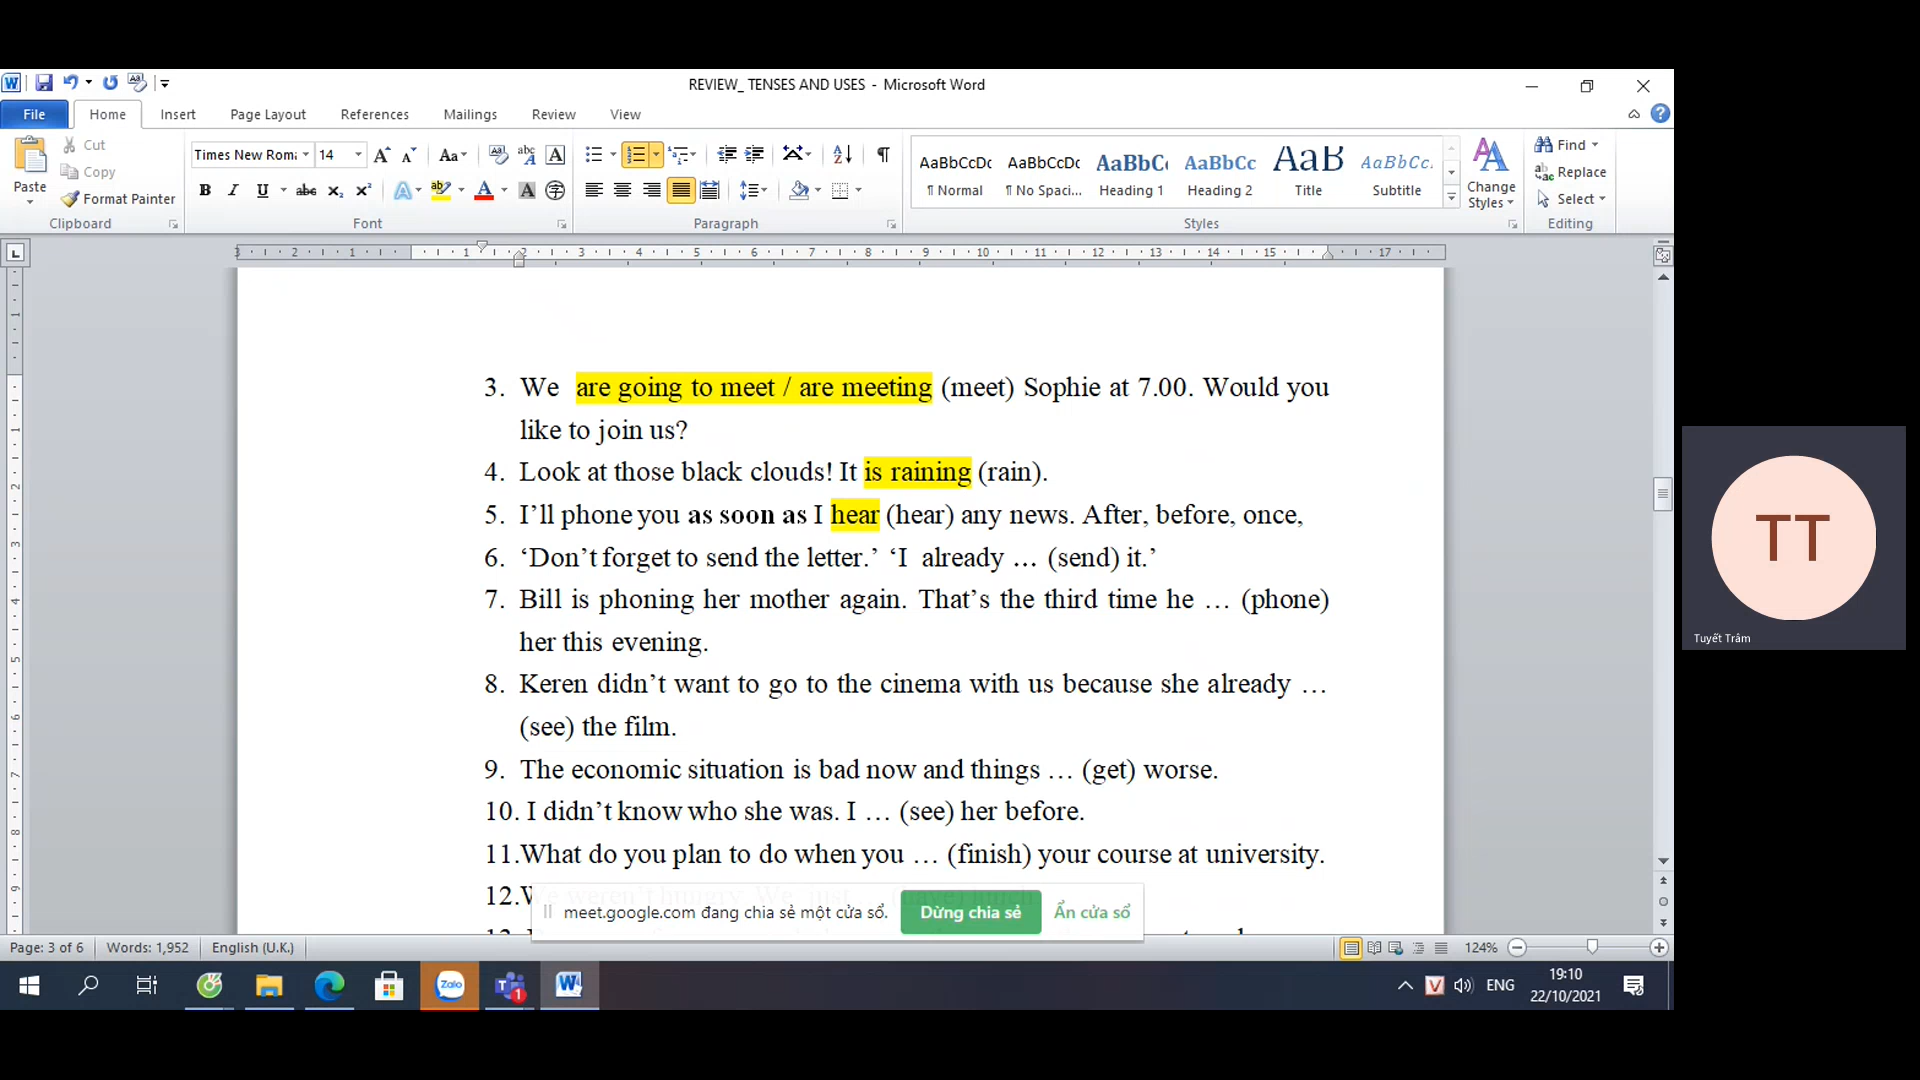 REVIEW_ TENSES AND USES - Microsoft Word
File Home Insert Page Layout References Mailings Review View
Cut
Copy
Format Painter
Paste
Clipboard
Times New Roma 14
Font
Paragraph
AaBbCcDc AaBbCcDc AaBbC AaBbCc AaB AaBbCc.
¶ Normal ¶ No Spaci... Heading 1 Heading 2 Title Subtitle
Change
Styles
Styles
Find
Replace
Select
Editing
3. We are going to meet / are meeting (meet) Sophie at 7.00. Would you
like to join us?
4. Look at those black clouds! It is raining (rain).
5. I’ll phone you as soon as I hear (hear) any news. After, before, once,
6. ‘Don’t forget to send the letter.’ ‘I already … (send) it.’
7. Bill is phoning her mother again. That’s the third time he … (phone)
her this evening.
8. Keren didn’t want to go to the cinema with us because she already …
(see) the film.
9. The economic situation is bad now and things … (get) worse.
10. I didn’t know who she was. I … (see) her before.
11.What do you plan to do when you … (finish) your course at university.
12.We weren’t hungry. We just … (have) lunch.
meet.google.com đang chia sẻ một cửa sổ. Dừng chia sẻ Ẩn cửa sổ
Page: 3 of 6 Words: 1,952 English (U.K.) 124%
Zalo
ENG
19:10
22/10/2021
TT
Tuyết Trâm